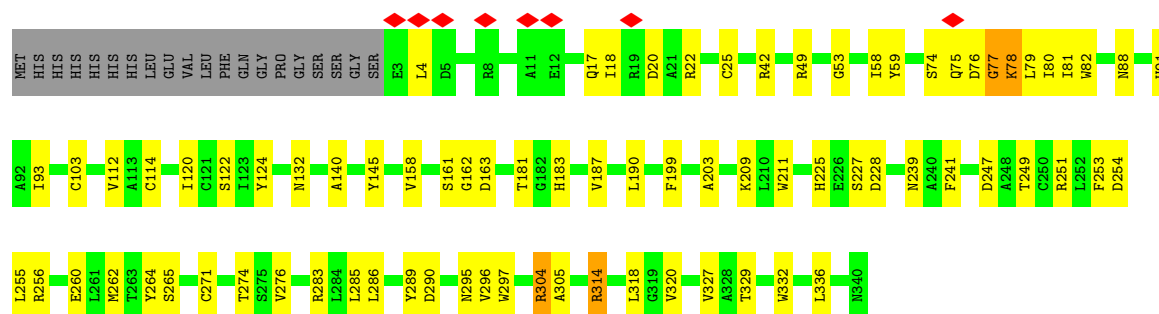 MET HIS HIS HIS HIS HIS HIS LEU GLU VAL LEU PHE GLN GLY PRO GLY SER SER GLY SER E3 L4 D5 R8 A11 E12 Q17 I18 R19 D20 A21 R22 C25 R42 R49 G53 I58 Y59 S74 Q75 D76 G77 K78 L79 I80 I81 W82 N88
A92 I93 C103 V112 A113 C114 I120 C121 S122 I123 Y124 N132 A140 Y145 V158 S161 G162 D163 T181 G182 H183 V187 L190 F199 A203 K209 L210 W211 H225 E226 S227 D228 N239 A240 F241 D247 A248 T249 C250 R251 L252 F253 D254
L255 R256 E260 L261 M262 T263 Y264 S265 C271 T274 S275 V276 R283 L284 L285 L286 Y289 D290 N295 V296 W297 R304 A305 R314 L318 G319 V320 V327 A328 T329 W332 L336 N340